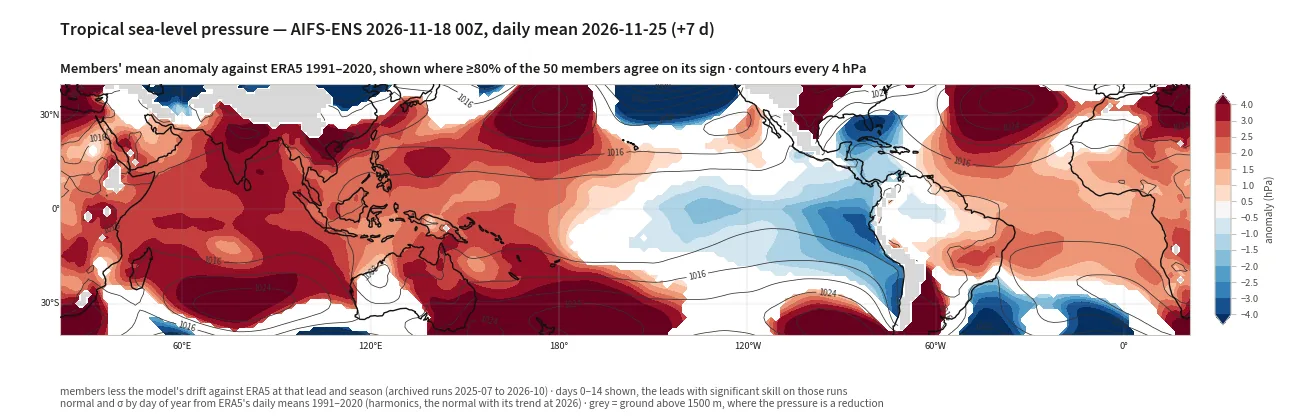 Tropical sea-level pressure — AIFS-ENS 2026-11-18 00Z, daily mean 2026-11-25 (+7 d)
Members' mean anomaly against ERA5 1991–2020, shown where ≥80% of the 50 members agree on its sign · contours every 4 hPa
30°N
0°
30°S
60°E
120°E
180°
120°W
60°W
0°
1016
1016
1016
1016
1016
1016
1016
1024
1024
4.0
3.0
2.5
2.0
1.5
1.0
0.5
−0.5
−1.0
−1.5
−2.0
−2.5
−3.0
−4.0
anomaly (hPa)
members less the model's drift against ERA5 at that lead and season (archived runs 2025-07 to 2026-10) · days 0–14 shown, the leads with significant skill on those runs
normal and σ by day of year from ERA5's daily means 1991–2020 (harmonics, the normal with its trend at 2026) · grey = ground above 1500 m, where the pressure is a reduction